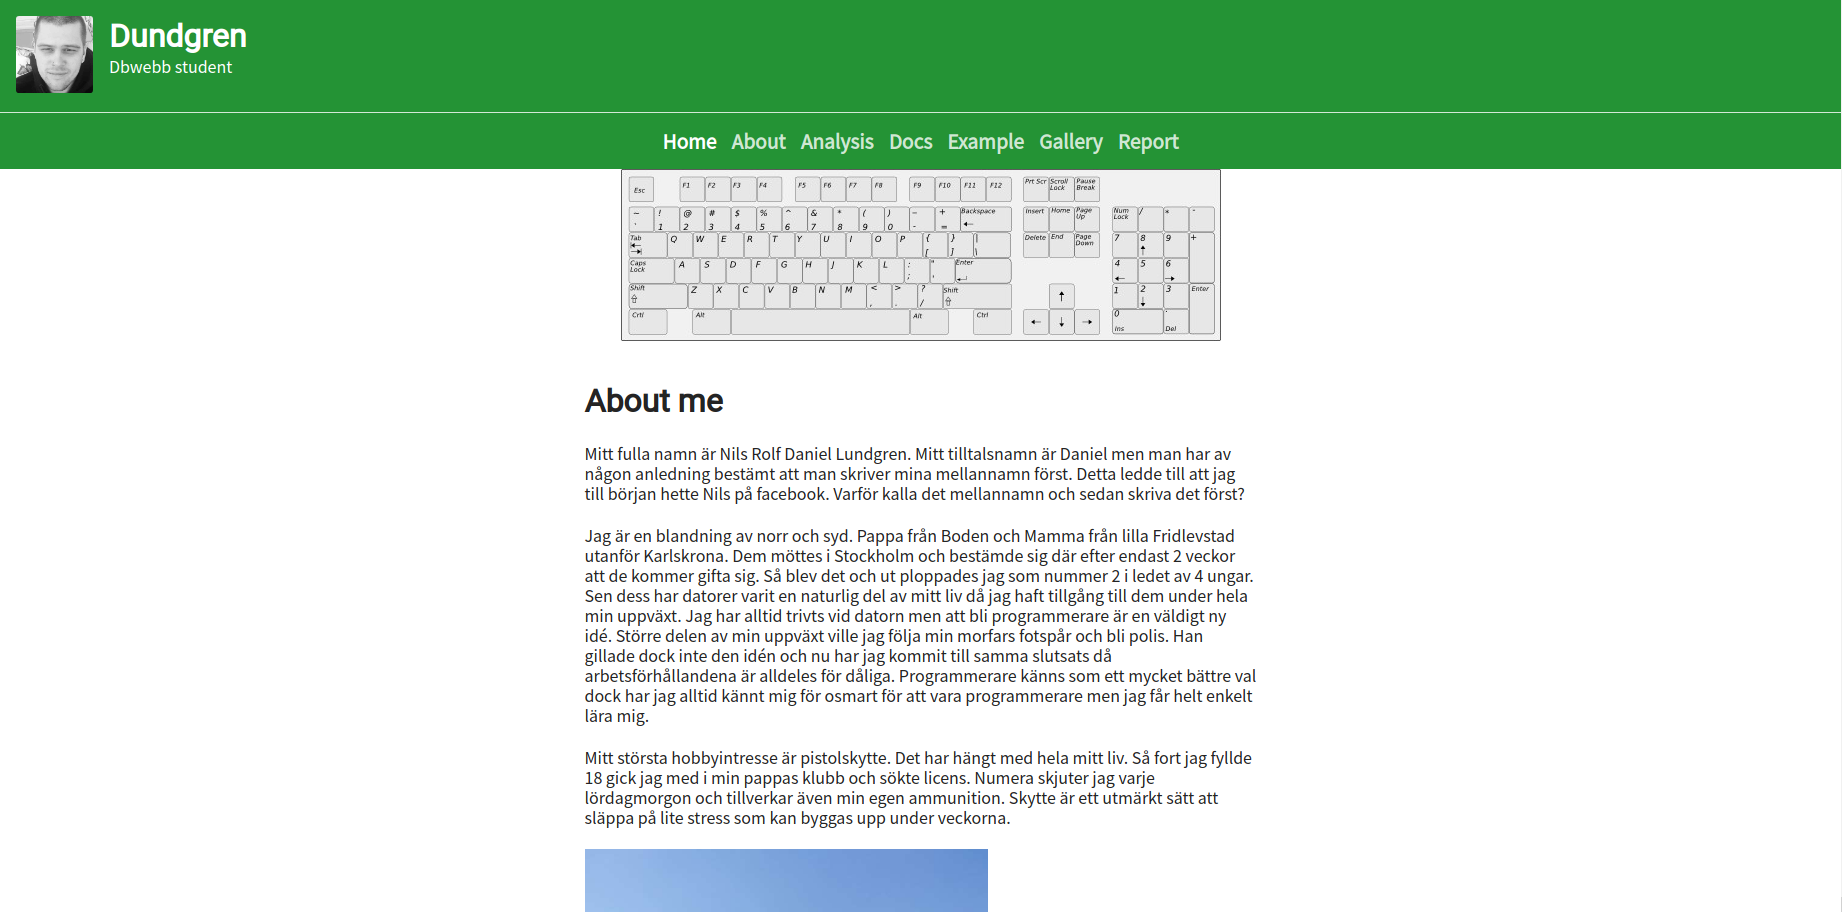 Dundgren
Dbwebb student
Home About Analysis Docs Example Gallery Report
Esc F1 F2 F3 F4 F5 F6 F7 F8 F9 F10 F11 F12 Prt Scr Scroll Lock Pause Break
~ ` ! 1 @ 2 # 3 $ 4 % 5 ^ 6 & 7 * 8 ( 9 ) 0 _ - + = Backspace Insert Home Page Up Num Lock / * -
Tab Q W E R T Y U I O P { [ } ] | \ Delete End Page Down 7 8 9 +
Caps Lock A S D F G H J K L : ; " ' Enter 4 5 6
Shift Z X C V B N M < , > . ? / Shift 1 2 3 Enter
Crtl Alt Alt Ctrl 0 Ins . Del
About me
Mitt fulla namn är Nils Rolf Daniel Lundgren. Mitt tilltalsnamn är Daniel men man har av
någon anledning bestämt att man skriver mina mellannamn först. Detta ledde till att jag
till början hette Nils på facebook. Varför kalla det mellannamn och sedan skriva det först?
Jag är en blandning av norr och syd. Pappa från Boden och Mamma från lilla Fridlevstad
utanför Karlskrona. Dem möttes i Stockholm och bestämde sig där efter endast 2 veckor
att de kommer gifta sig. Så blev det och ut ploppades jag som nummer 2 i ledet av 4 ungar.
Sen dess har datorer varit en naturlig del av mitt liv då jag haft tillgång till dem under hela
min uppväxt. Jag har alltid trivts vid datorn men att bli programmerare är en väldigt ny
idé. Större delen av min uppväxt ville jag följa min morfars fotspår och bli polis. Han
gillade dock inte den idén och nu har jag kommit till samma slutsats då
arbetsförhållandena är alldeles för dåliga. Programmerare känns som ett mycket bättre val
dock har jag alltid kännt mig för osmart för att vara programmerare men jag får helt enkelt
lära mig.
Mitt största hobbyintresse är pistolskytte. Det har hängt med hela mitt liv. Så fort jag fyllde
18 gick jag med i min pappas klubb och sökte licens. Numera skjuter jag varje
lördagmorgon och tillverkar även min egen ammunition. Skytte är ett utmärkt sätt att
släppa på lite stress som kan byggas upp under veckorna.